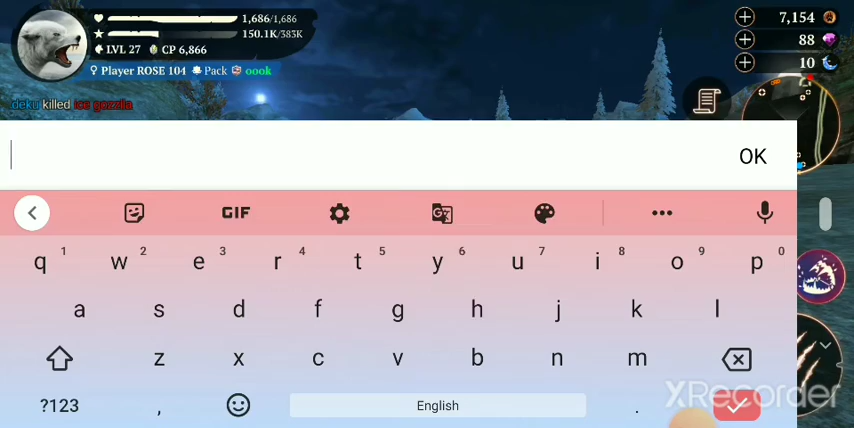 1,686/1,686
7,154
150.1K/383K
88
LVL 27 CP 6,866
10
Player ROSE 104 Pack oook
deku killed ice gozzila
OK
GIF
q 1 w 2 e 3 r 4 t 5 y 6 u 7 i 8 o 9 p 0
a s d f g h j k l
z x c v b n m
XRecorder
?123 , English .